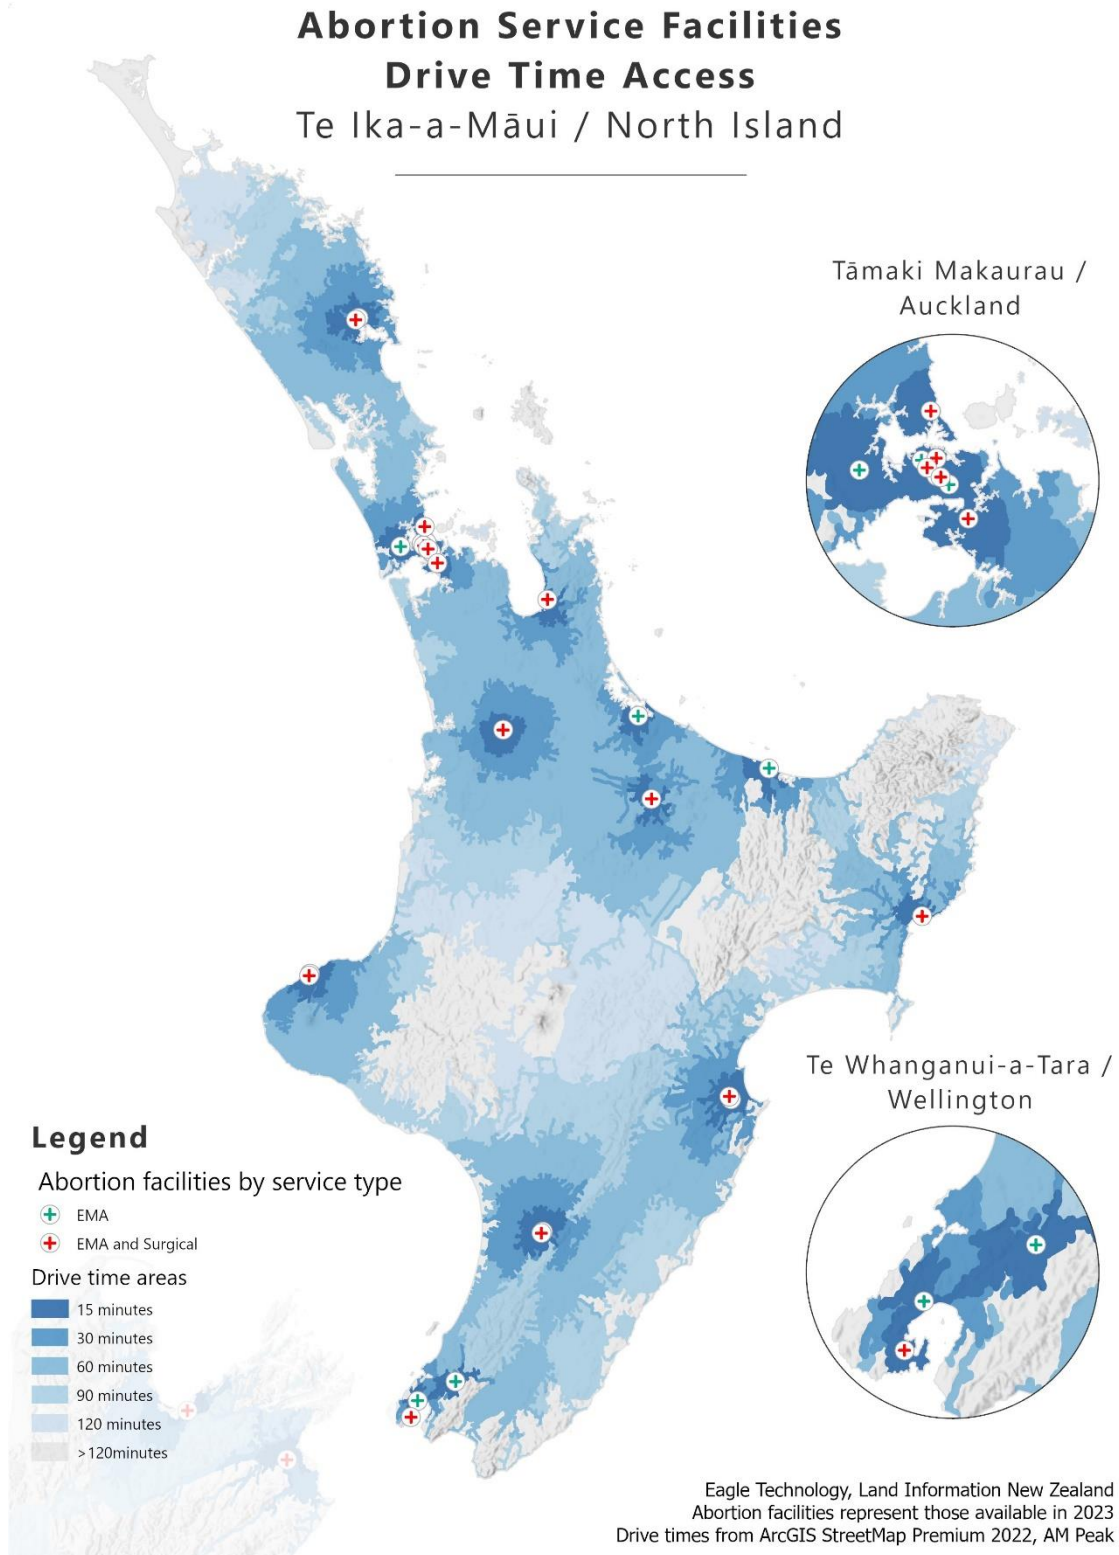 Abortion Service Facilities
Drive Time Access
Te Ika-a-Māui / North Island
Tāmaki Makaurau /
Auckland
Te Whanganui-a-Tara /
Wellington
Legend
Abortion facilities by service type
EMA
EMA and Surgical
Drive time areas
15 minutes
30 minutes
60 minutes
90 minutes
120 minutes
>120minutes
Eagle Technology, Land Information New Zealand
Abortion facilities represent those available in 2023
Drive times from ArcGIS StreetMap Premium 2022, AM Peak